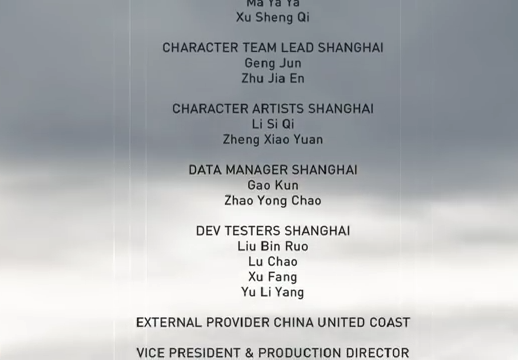 Ma Ya Ya
Xu Sheng Qi
CHARACTER TEAM LEAD SHANGHAI
Geng Jun
Zhu Jia En
CHARACTER ARTISTS SHANGHAI
Li Si Qi
Zheng Xiao Yuan
DATA MANAGER SHANGHAI
Gao Kun
Zhao Yong Chao
DEV TESTERS SHANGHAI
Liu Bin Ruo
Lu Chao
Xu Fang
Yu Li Yang
EXTERNAL PROVIDER CHINA UNITED COAST
VICE PRESIDENT & PRODUCTION DIRECTOR